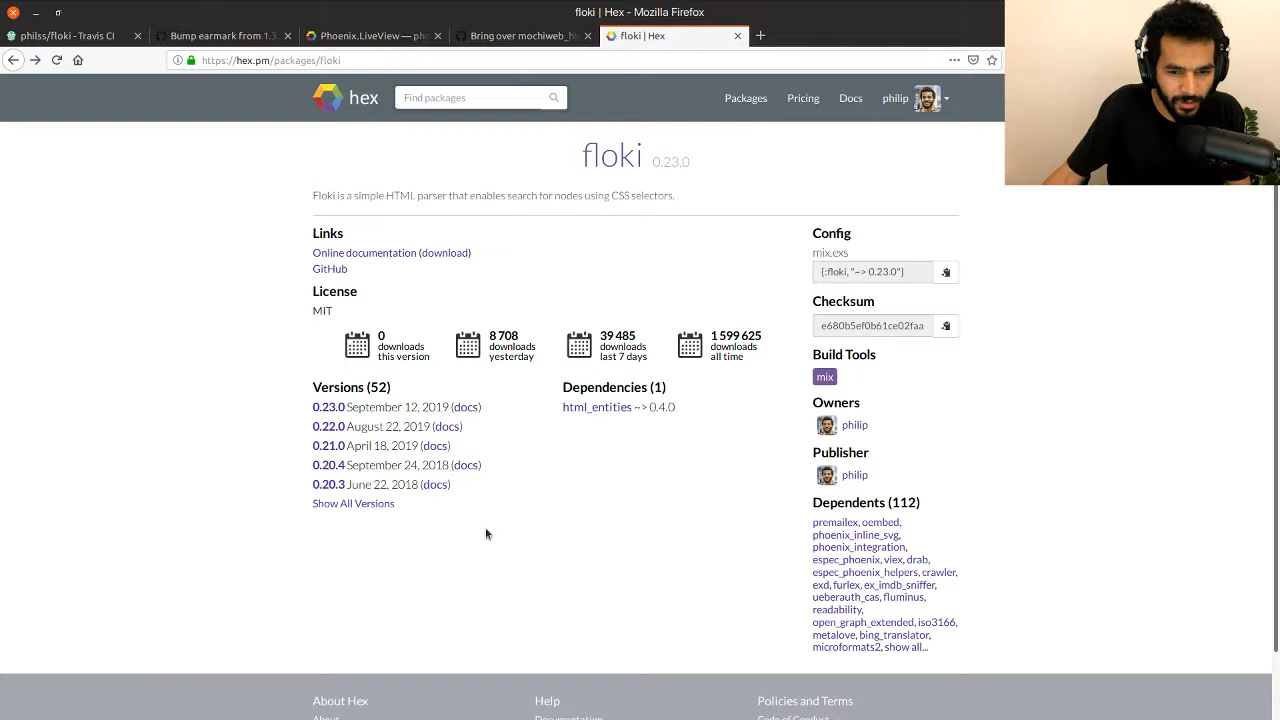 floki | Hex - Mozilla Firefox
philss/floki - Travis CI
Bump earmark from 1.3.
Phoenix.LiveView — pho
Bring over mochiweb_ht
floki | Hex
https://hex.pm/packages/floki
hex
Find packages
Packages
Pricing
Docs
philip
floki 0.23.0
Floki is a simple HTML parser that enables search for nodes using CSS selectors.
Links
Online documentation (download)
GitHub
License
MIT
0
downloads
this version
8 708
downloads
yesterday
39 485
downloads
last 7 days
1 599 625
downloads
all time
Versions (52)
0.23.0 September 12, 2019 (docs)
0.22.0 August 22, 2019 (docs)
0.21.0 April 18, 2019 (docs)
0.20.4 September 24, 2018 (docs)
0.20.3 June 22, 2018 (docs)
Show All Versions
Dependencies (1)
html_entities ~> 0.4.0
Config
mix.exs
{:floki, "~> 0.23.0"}
Checksum
e680b5ef0b61ce02faa
Build Tools
mix
Owners
philip
Publisher
philip
Dependents (112)
premailex, oembed,
phoenix_inline_svg,
phoenix_integration,
espec_phoenix, viex, drab,
espec_phoenix_helpers, crawler,
exd, furlex, ex_imdb_sniffer,
ueberauth_cas, fluminus,
readability,
open_graph_extended, iso3166,
metalove, bing_translator,
microformats2, show all...
About Hex
Help
Policies and Terms
About
Documentation
Code of Conduct